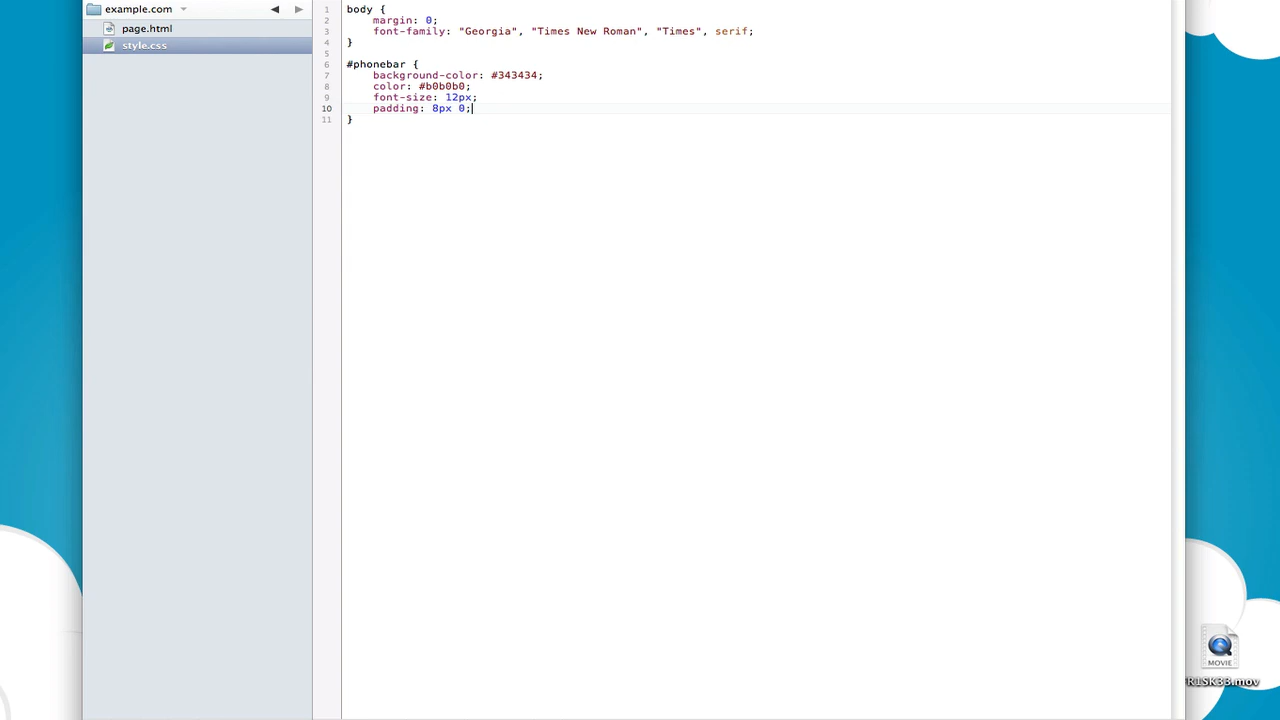 example.com
page.html
style.css
1 body {
2 margin: 0;
3 font-family: "Georgia", "Times New Roman", "Times", serif;
4 }
5
6 #phonebar {
7 background-color: #343434;
8 color: #b0b0b0;
9 font-size: 12px;
10 padding: 8px 0;
11 }
MOVIE
R1SK33.mov